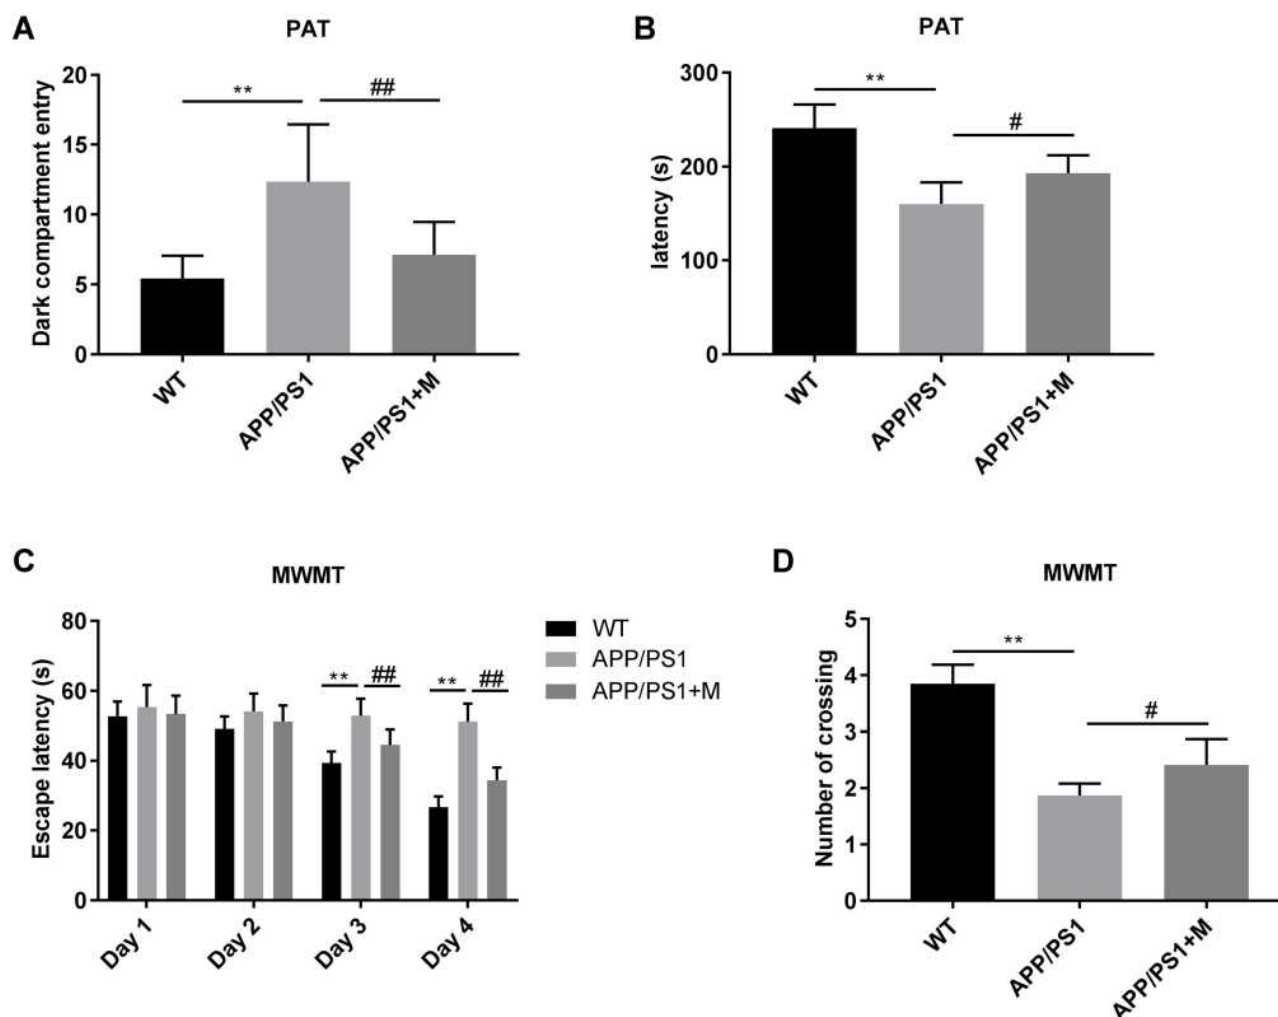 A
PAT
Dark compartment entry
20
15
10
5
0
**
##
WT
APP/PS1
APP/PS1+M
B
PAT
latency (s)
300
200
100
0
**
#
WT
APP/PS1
APP/PS1+M
C
MWMT
Escape latency (s)
80
60
40
20
0
**
##
**
##
Day 1
Day 2
Day 3
Day 4
WT
APP/PS1
APP/PS1+M
D
MWMT
Number of crossing
5
4
3
2
1
0
**
#
WT
APP/PS1
APP/PS1+M